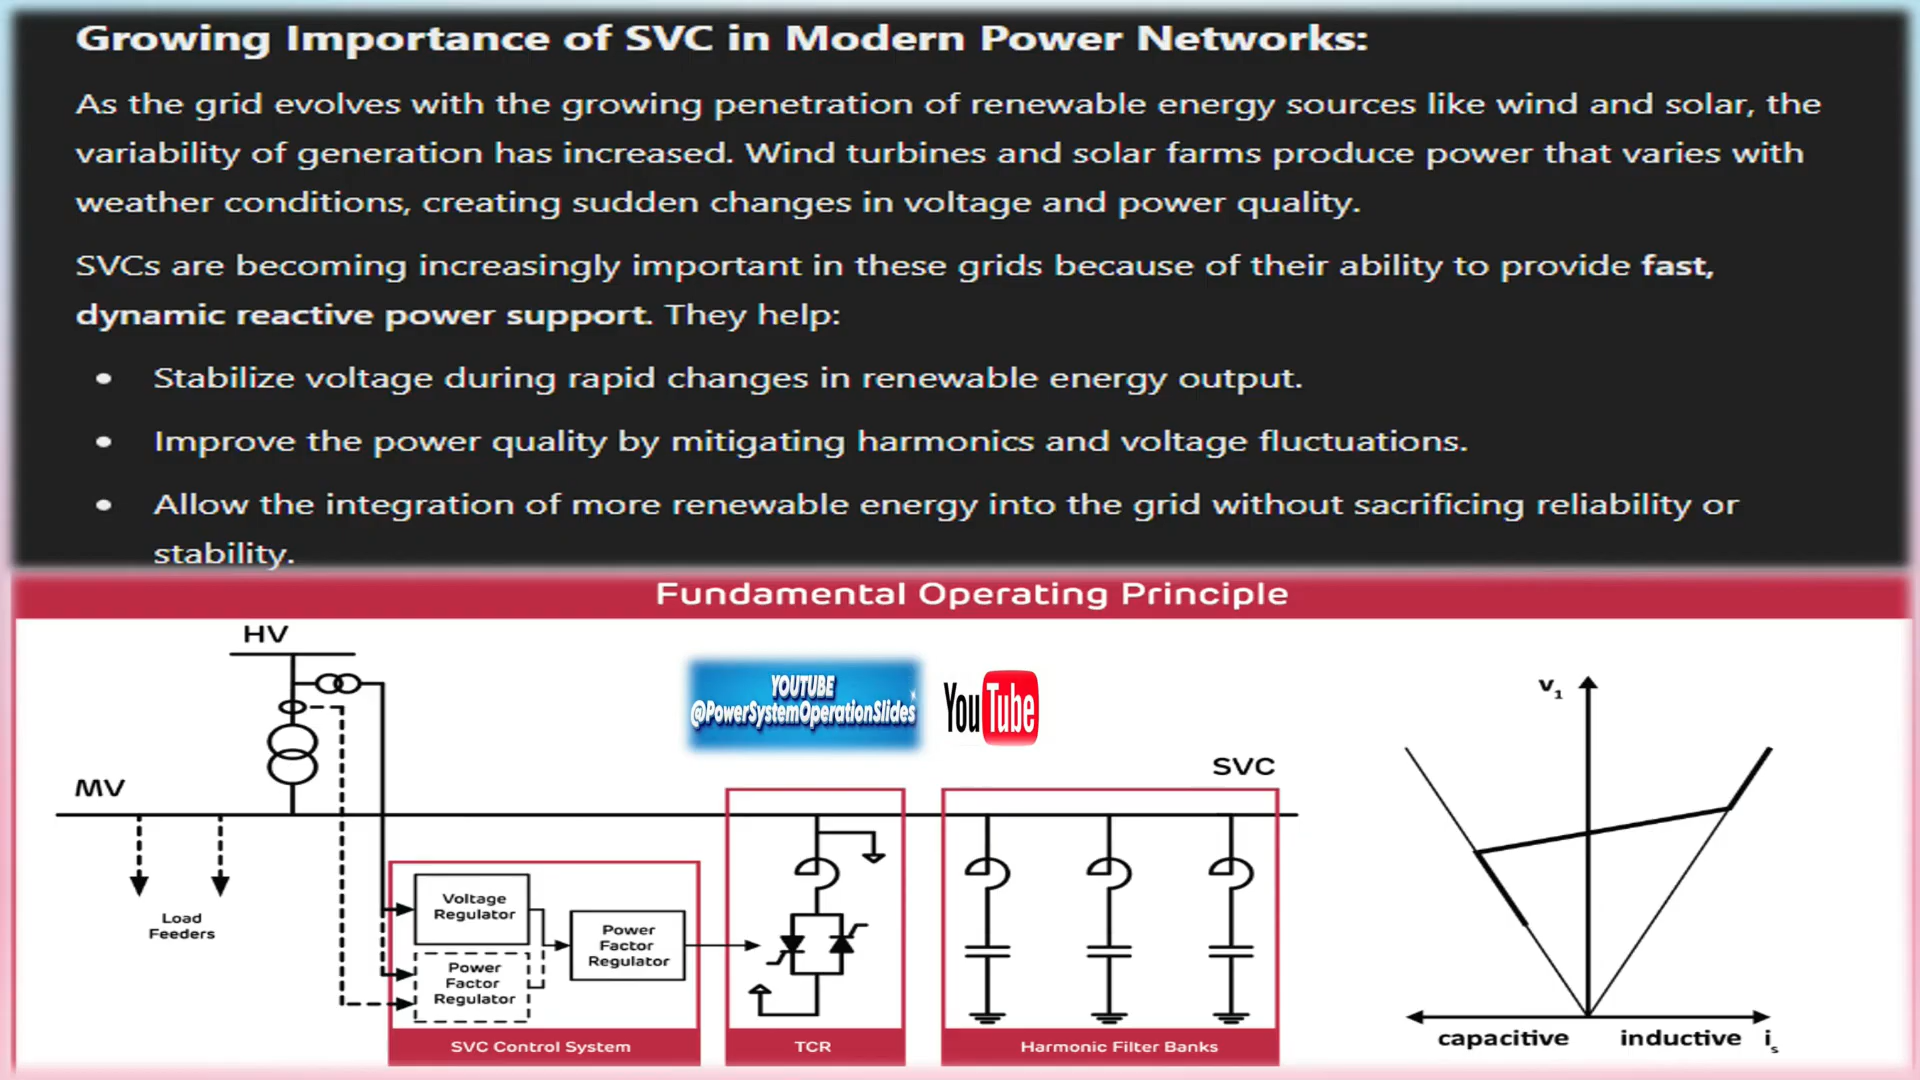 Growing Importance of SVC in Modern Power Networks:
As the grid evolves with the growing penetration of renewable energy sources like wind and solar, the
variability of generation has increased. Wind turbines and solar farms produce power that varies with
weather conditions, creating sudden changes in voltage and power quality.
SVCs are becoming increasingly important in these grids because of their ability to provide fast,
dynamic reactive power support. They help:
• Stabilize voltage during rapid changes in renewable energy output.
• Improve the power quality by mitigating harmonics and voltage fluctuations.
• Allow the integration of more renewable energy into the grid without sacrificing reliability or
stability.
Fundamental Operating Principle
HV
YOUTUBE
@PowerSystemOperationSlides
YouTube
MV
SVC
Load
Feeders
Voltage
Regulator
Power
Factor
Regulator
Power
Factor
Regulator
SVC Control System
TCR
Harmonic Filter Banks
v1
capacitive
inductive
is